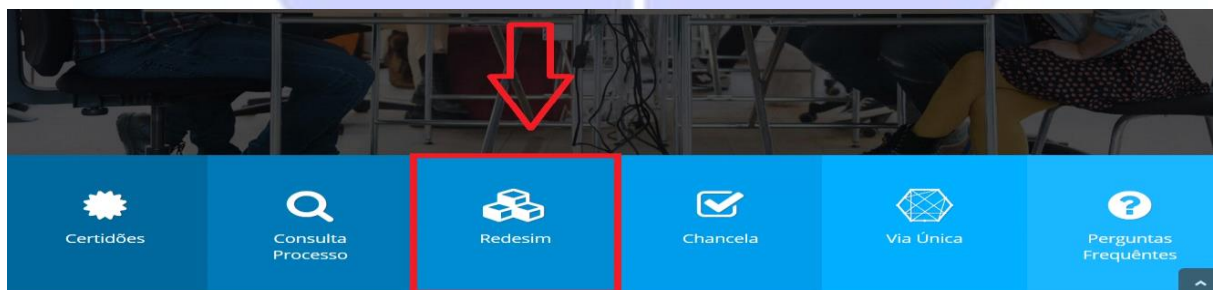 Certidões
Consulta
Processo
Redesim
Chancela
Via Única
Perguntas
Frequêntes